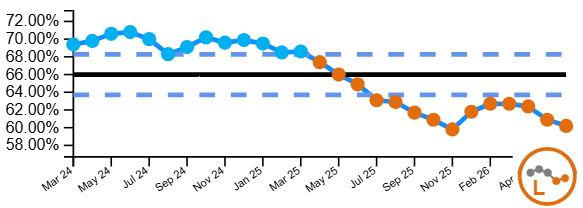 72.00%
70.00%
68.00%
66.00%
64.00%
62.00%
60.00%
58.00%
Mar 24
May 24
Jul 24
Sep 24
Nov 24
Jan 25
Mar 25
May 25
Jul 25
Sep 25
Nov 25
Feb 26
Apr
L